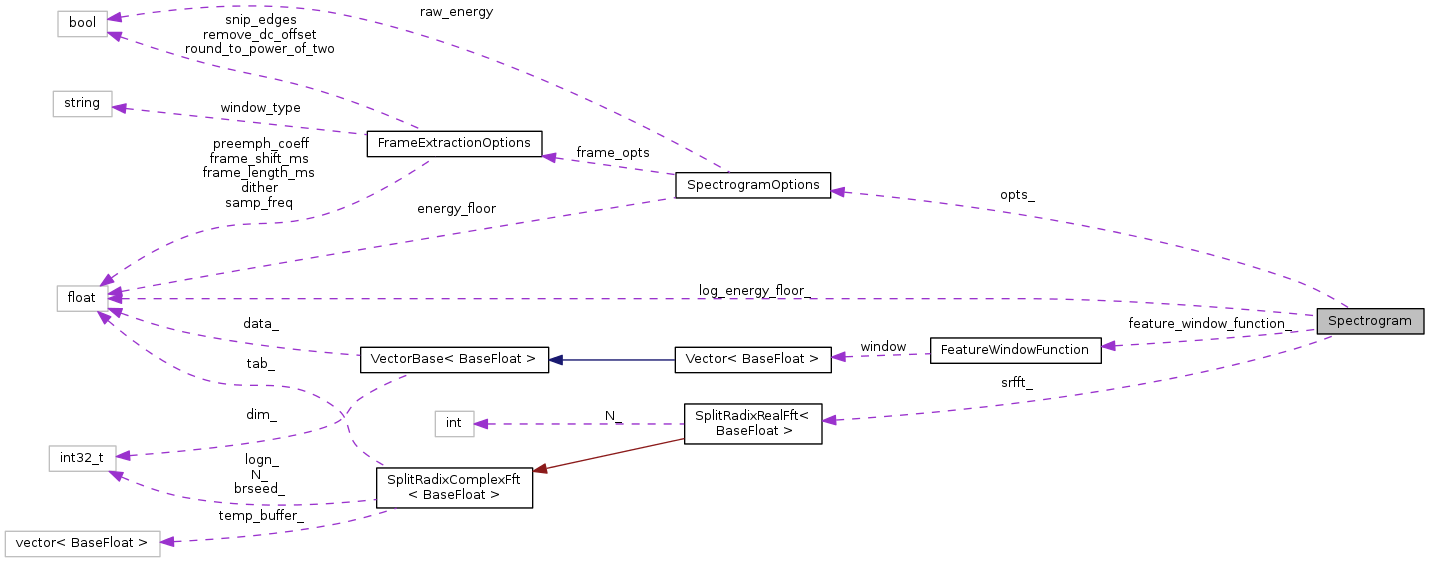 raw_energy
bool
snip_edges
remove_dc_offset
round_to_power_of_two
string
window_type
FrameExtractionOptions
preemph_coeff
frame_shift_ms
frame_length_ms
dither
samp_freq
frame_opts
SpectrogramOptions
opts_
energy_floor
float
log_energy_floor_
Spectrogram
data_
feature_window_function_
VectorBase< BaseFloat >
Vector< BaseFloat >
window
FeatureWindowFunction
tab_
srfft_
dim_
int
N_
SplitRadixRealFft<
BaseFloat >
int32_t
logn_
N_
brseed_
SplitRadixComplexFft
< BaseFloat >
temp_buffer_
vector< BaseFloat >